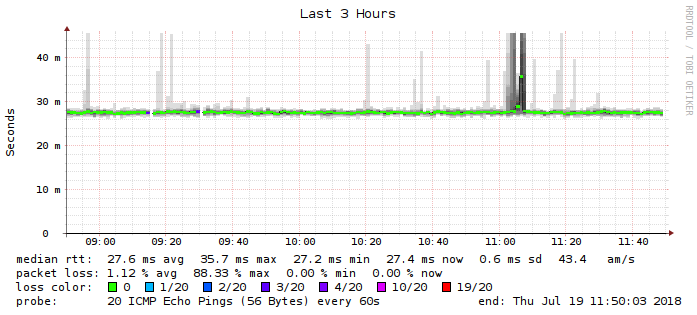 Last 3 Hours
RRDTOOL / TOBI OETIKER
Seconds
40 m
30 m
20 m
10 m
0
09:00 09:20 09:40 10:00 10:20 10:40 11:00 11:20 11:40
median rtt: 27.6 ms avg 35.7 ms max 27.2 ms min 27.4 ms now 0.6 ms sd 43.4 am/s
packet loss: 1.12 % avg 88.33 % max 0.00 % min 0.00 % now
loss color: 0 1/20 2/20 3/20 4/20 10/20 19/20
probe: 20 ICMP Echo Pings (56 Bytes) every 60s end: Thu Jul 19 11:50:03 2018